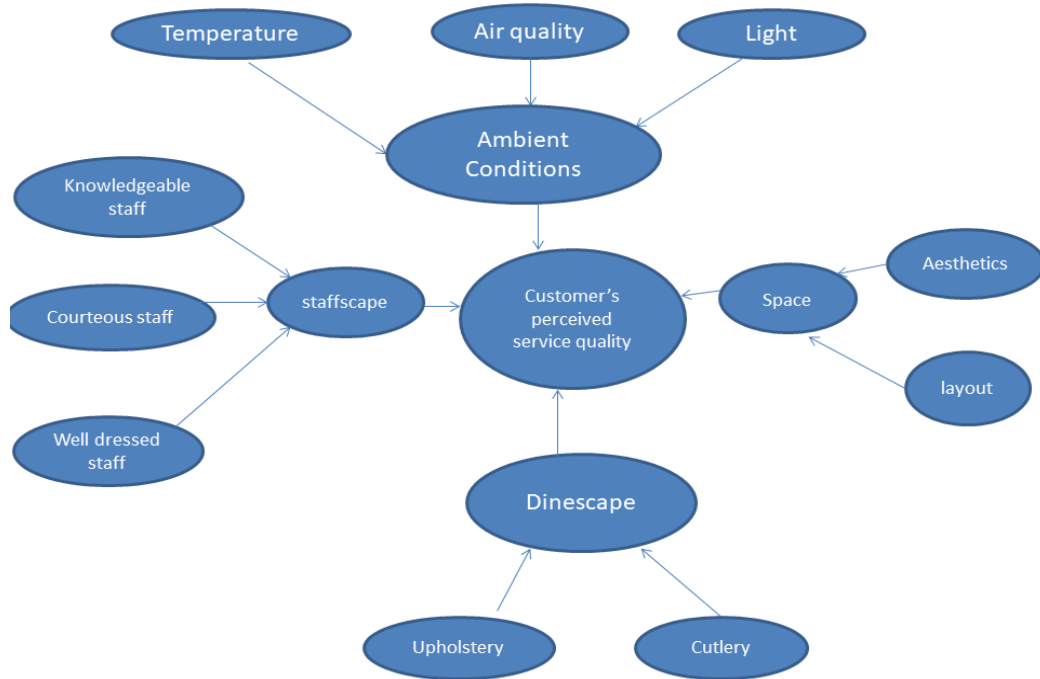 Temperature
Air quality
Light
Ambient
Conditions
Knowledgeable
staff
Courteous staff
Well dressed
staff
staffscape
Customer's
perceived
service quality
Space
Aesthetics
layout
Dinescape
Upholstery
Cutlery